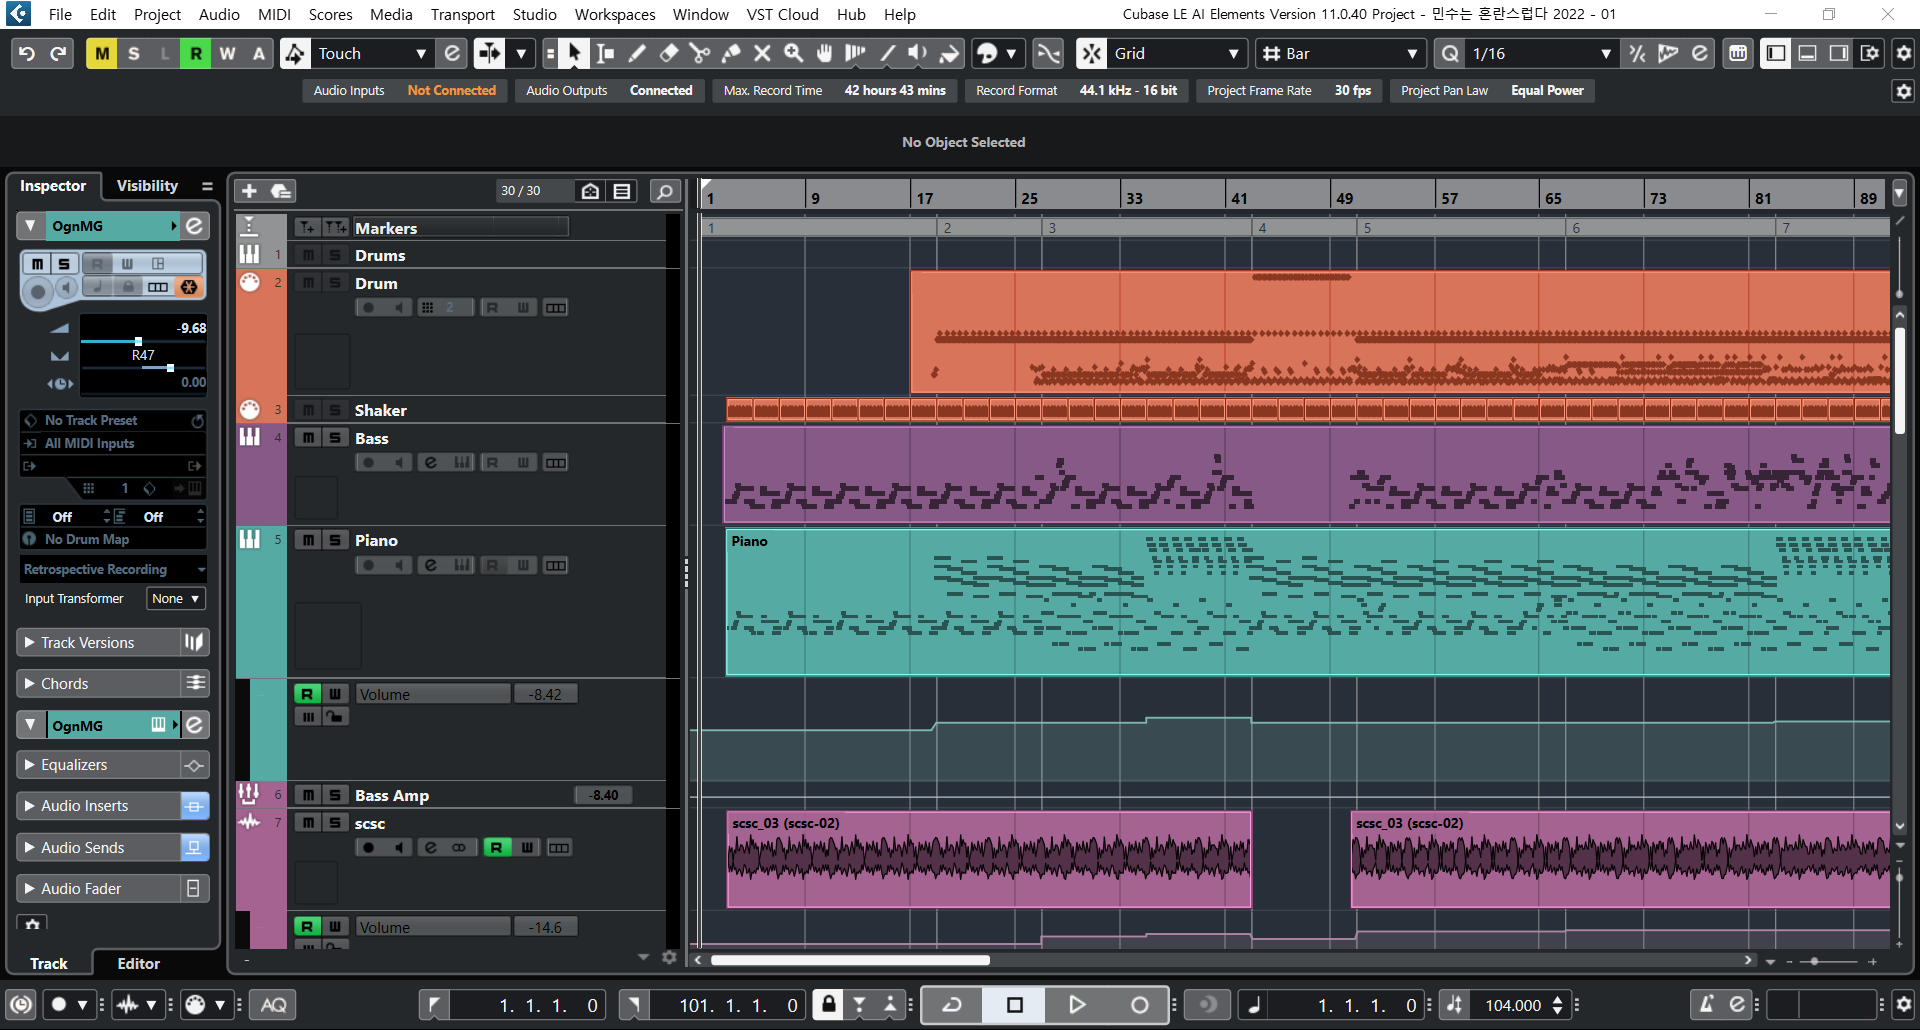 File Edit Project Audio MIDI Scores Media Transport Studio Workspaces Window VST Cloud Hub Help Cubase LE AI Elements Version 11.0.40 Project - 민수는 혼란스럽다 2022 - 01
M S L R W A Touch e Grid Bar Q 1/16 e
Audio Inputs Not Connected Audio Outputs Connected Max. Record Time 42 hours 43 mins Record Format 44.1 kHz - 16 bit Project Frame Rate 30 fps Project Pan Law Equal Power
No Object Selected
Inspector Visibility
30 / 30
1 9 17 25 33 41 49 57 65 73 81 89
OgnMG e
Markers
1 2 3 4 5 6 7
1 m S Drums
m S R W
2 m S Drum
2 R W
-9.68
R47
0.00
3 m S Shaker
No Track Preset
4 m S Bass
All MIDI Inputs
e R W
1
Off Off
No Drum Map
5 m S Piano
Piano
Retrospective Recording
e R W
Input Transformer None
Track Versions
Chords
R W Volume -8.42
OgnMG e
Equalizers
6 m S Bass Amp -8.40
Audio Inserts
7 m S scsc
scsc_03 (scsc-02) scsc_03 (scsc-02)
Audio Sends
e R W
Audio Fader
R W Volume -14.6
Track Editor
AQ 1. 1. 1. 0 101. 1. 1. 0 1. 1. 1. 0 104.000 e